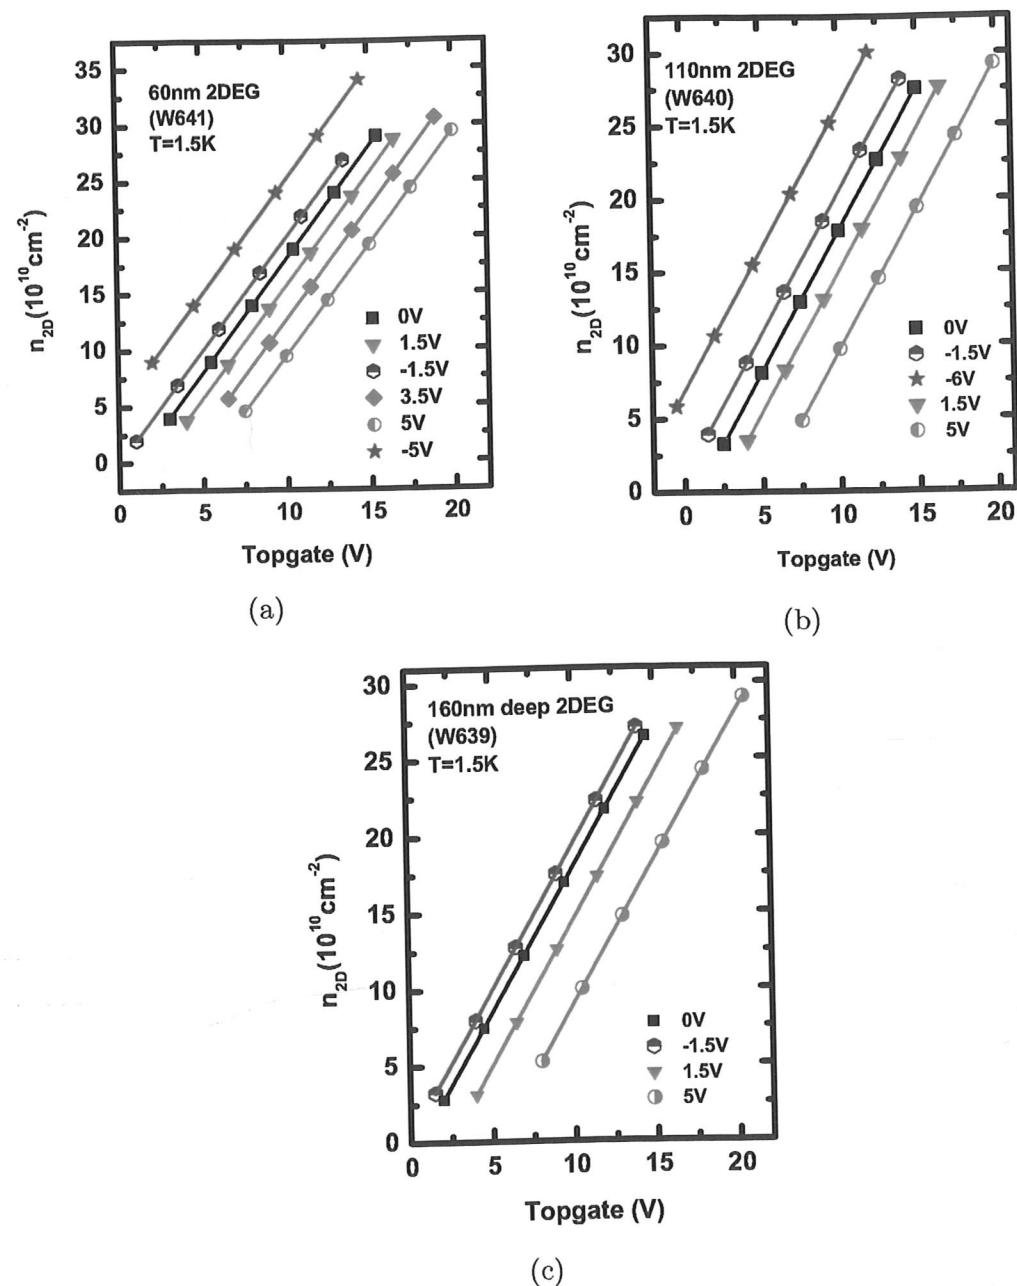 35
30
25
20
15
10
5
0
n2D(10^10cm^-2)
60nm 2DEG
(W641)
T=1.5K
0V
1.5V
-1.5V
3.5V
5V
-5V
0 5 10 15 20
Topgate (V)
(a)
30
25
20
15
10
5
0
n2D(10^10cm^-2)
110nm 2DEG
(W640)
T=1.5K
0V
-1.5V
-6V
1.5V
5V
0 5 10 15 20
Topgate (V)
(b)
30
25
20
15
10
5
0
n2D(10^10cm^-2)
160nm deep 2DEG
(W639)
T=1.5K
0V
-1.5V
1.5V
5V
0 5 10 15 20
Topgate (V)
(c)